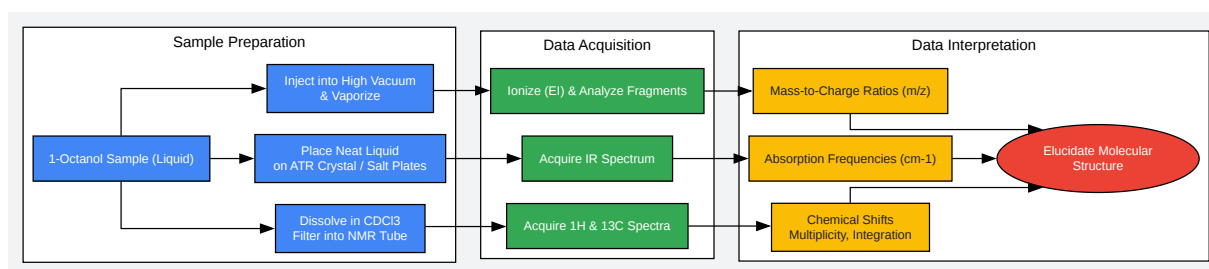 Sample Preparation
Data Acquisition
Data Interpretation
Inject into High Vacuum
& Vaporize
Ionize (EI) & Analyze Fragments
Mass-to-Charge Ratios (m/z)
1-Octanol Sample (Liquid)
Place Neat Liquid
on ATR Crystal / Salt Plates
Acquire IR Spectrum
Absorption Frequencies (cm-1)
Elucidate Molecular
Structure
Dissolve in CDCl3
Filter into NMR Tube
Acquire 1H & 13C Spectra
Chemical Shifts
Multiplicity, Integration